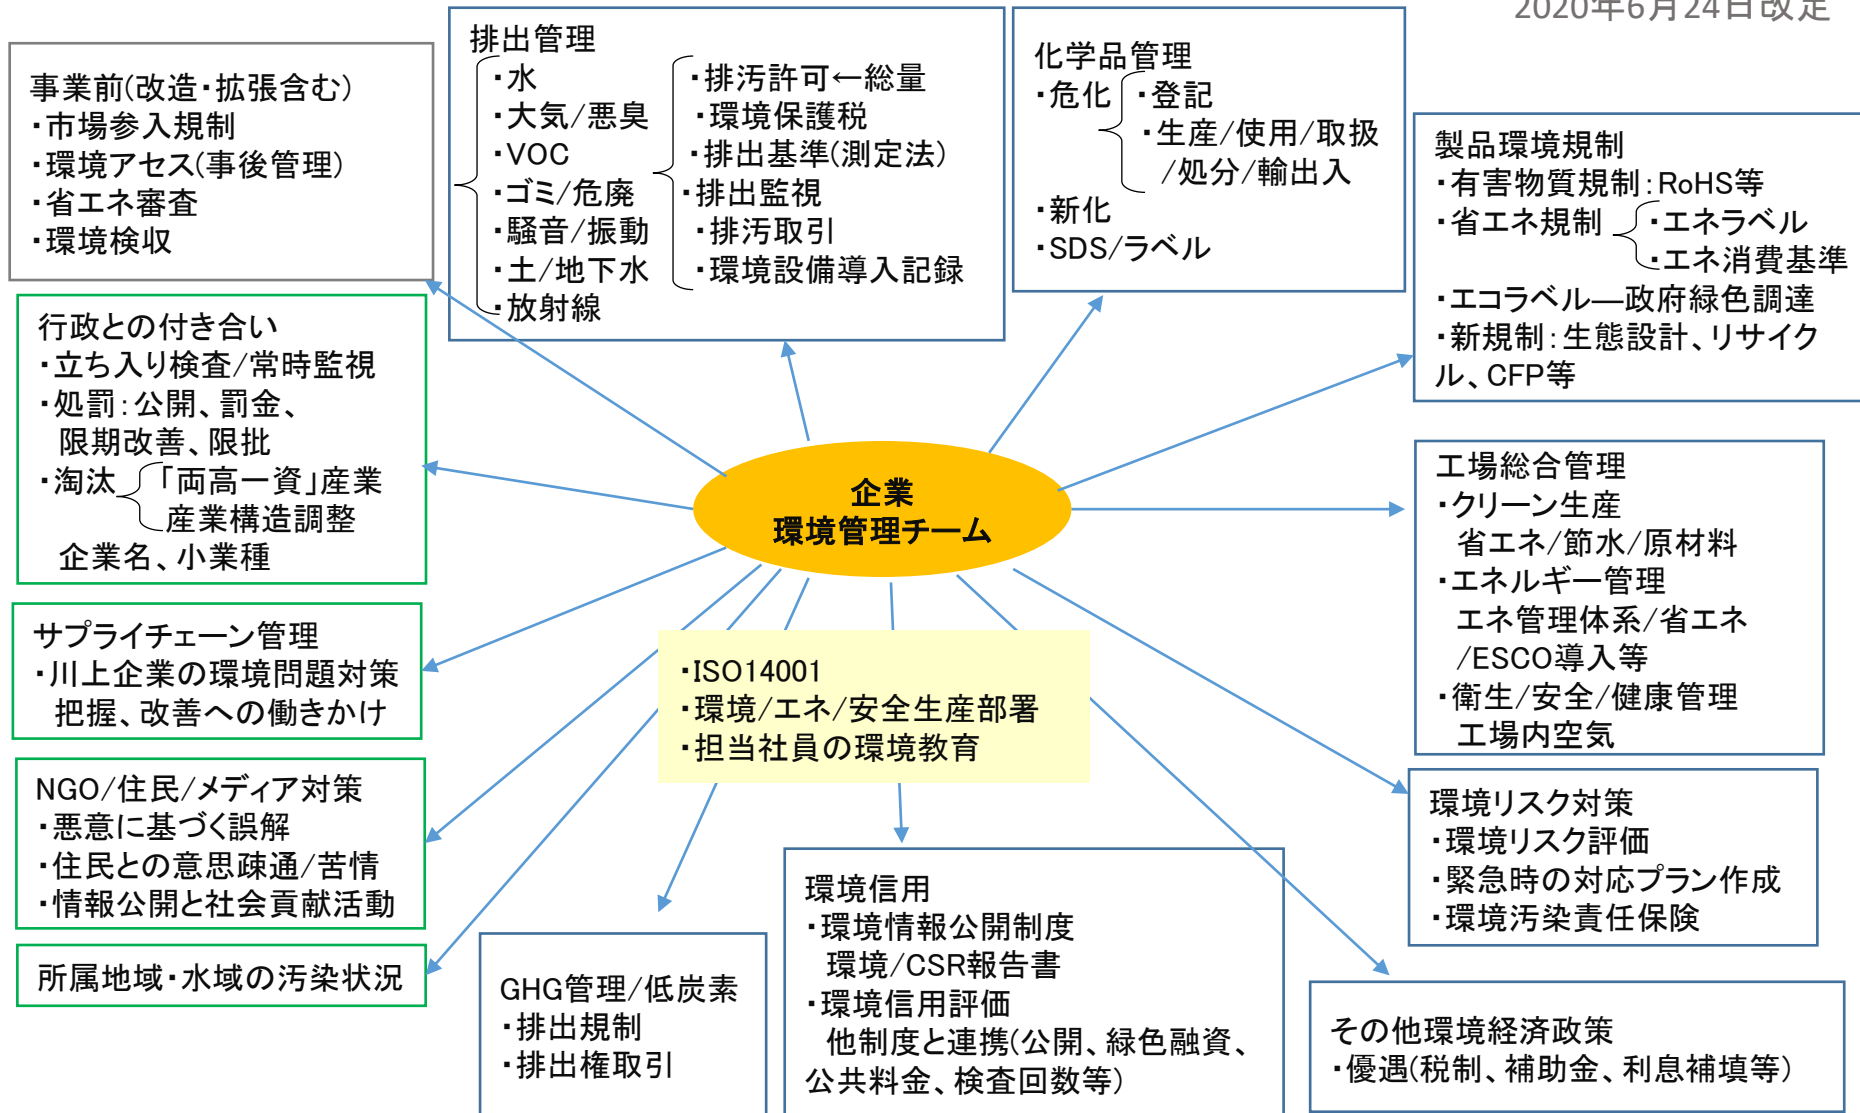 2020年6月24日改定
事業前(改造・拡張含む)
・市場参入規制
・環境アセス(事後管理)
・省エネ審査
・環境検収
排出管理
・水
・大気/悪臭
・VOC
・ゴミ/危廃
・騒音/振動
・土/地下水
・放射線
・排汚許可←総量
・環境保護税
・排出基準(測定法)
・排出監視
・排汚取引
・環境設備導入記録
化学品管理
・危化
・登記
・生産/使用/取扱
/処分/輸出入
・新化
・SDS/ラベル
製品環境規制
・有害物質規制：RoHS等
・省エネ規制
・エネラベル
・エネ消費基準
・エコラベル―政府緑色調達
・新規制：生態設計、リサイク
ル、CFP等
行政との付き合い
・立ち入り検査/常時監視
・処罰：公開、罰金、
限期改善、限批
・淘汰
「両高一資」産業
産業構造調整
企業名、小業種
企業
環境管理チーム
工場総合管理
・クリーン生産
省エネ/節水/原材料
・エネルギー管理
エネ管理体系/省エネ
/ESCO導入等
・衛生/安全/健康管理
工場内空気
サプライチェーン管理
・川上企業の環境問題対策
把握、改善への働きかけ
・ISO14001
・環境/エネ/安全生産部署
・担当社員の環境教育
NGO/住民/メディア対策
・悪意に基づく誤解
・住民との意思疎通/苦情
・情報公開と社会貢献活動
環境リスク対策
・環境リスク評価
・緊急時の対応プラン作成
・環境汚染責任保険
所属地域・水域の汚染状況
GHG管理/低炭素
・排出規制
・排出権取引
環境信用
・環境情報公開制度
環境/CSR報告書
・環境信用評価
他制度と連携(公開、緑色融資、
公共料金、検査回数等)
その他環境経済政策
・優遇(税制、補助金、利息補填等)